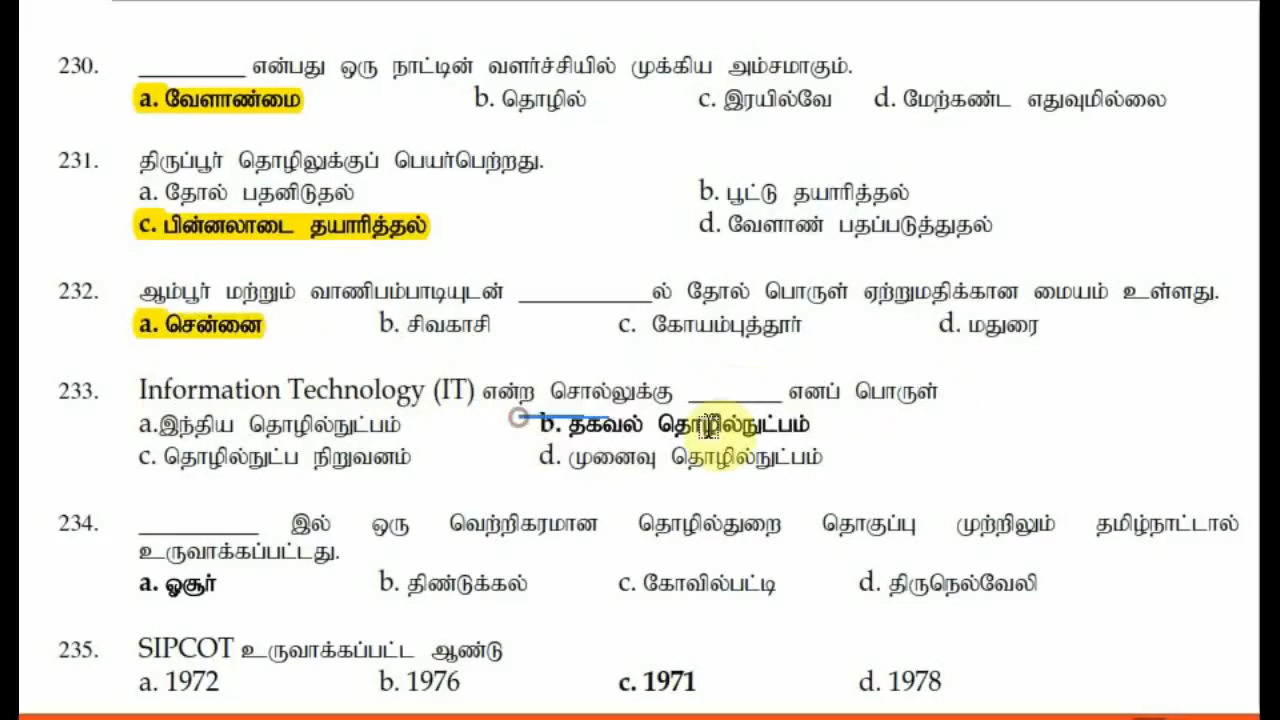 230. __________ என்பது ஒரு நாட்டின் வளர்ச்சியில் முக்கிய அம்சமாகும்.
a. வேளாண்மை b. தொழில் c. இரயில்வே d. மேற்கண்ட எதுவுமில்லை
231. திருப்பூர் தொழிலுக்குப் பெயர்பெற்றது.
a. தோல் பதனிடுதல் b. பூட்டு தயாரித்தல்
c. பின்னலாடை தயாரித்தல் d. வேளாண் பதப்படுத்துதல்
232. ஆம்பூர் மற்றும் வாணிபம்பாடியுடன் ____________ல் தோல் பொருள் ஏற்றுமதிக்கான மையம் உள்ளது.
a. சென்னை b. சிவகாசி c. கோயம்புத்தூர் d. மதுரை
233. Information Technology (IT) என்ற சொல்லுக்கு ________ எனப் பொருள்
a.இந்திய தொழில்நுட்பம் b. தகவல் தொழில்நுட்பம்
c. தொழில்நுட்ப நிறுவனம் d. முனைவு தொழில்நுட்பம்
234. ___________ இல் ஒரு வெற்றிகரமான தொழில்துறை தொகுப்பு முற்றிலும் தமிழ்நாட்டால்
உருவாக்கப்பட்டது.
a. ஓசூர் b. திண்டுக்கல் c. கோவில்பட்டி d. திருநெல்வேலி
235. SIPCOT உருவாக்கப்பட்ட ஆண்டு
a. 1972 b. 1976 c. 1971 d. 1978